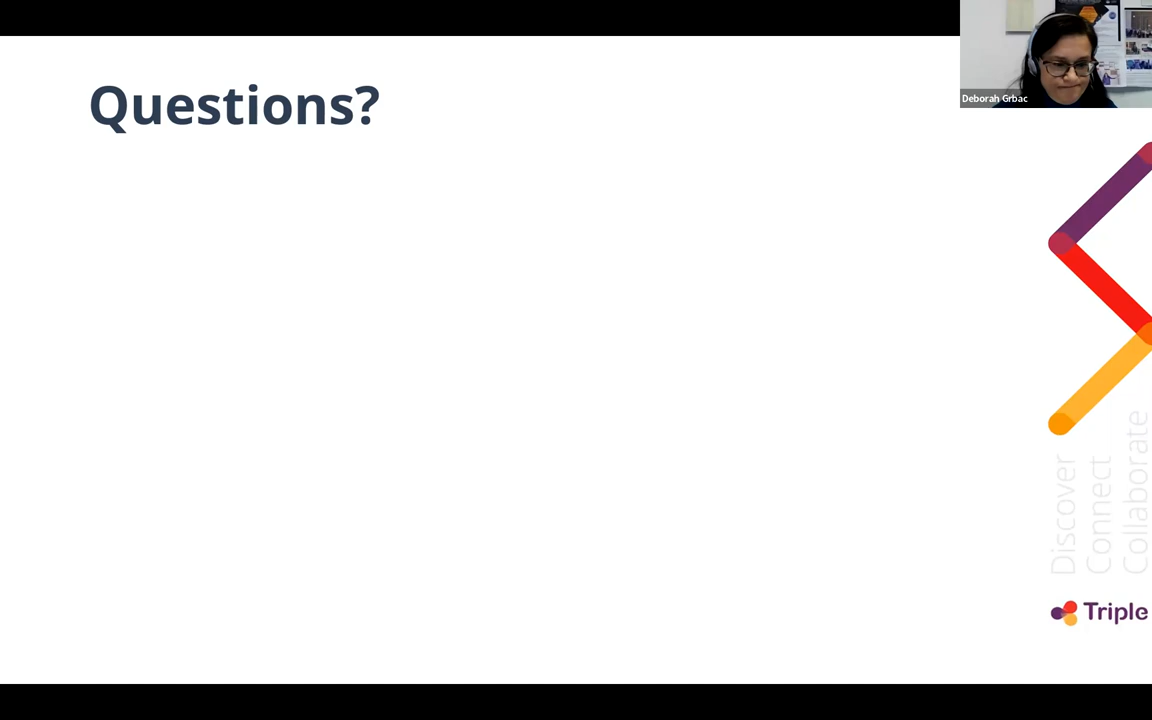 Questions?
Deborah Grbac
Discover
Connect
Collaborate
Triple